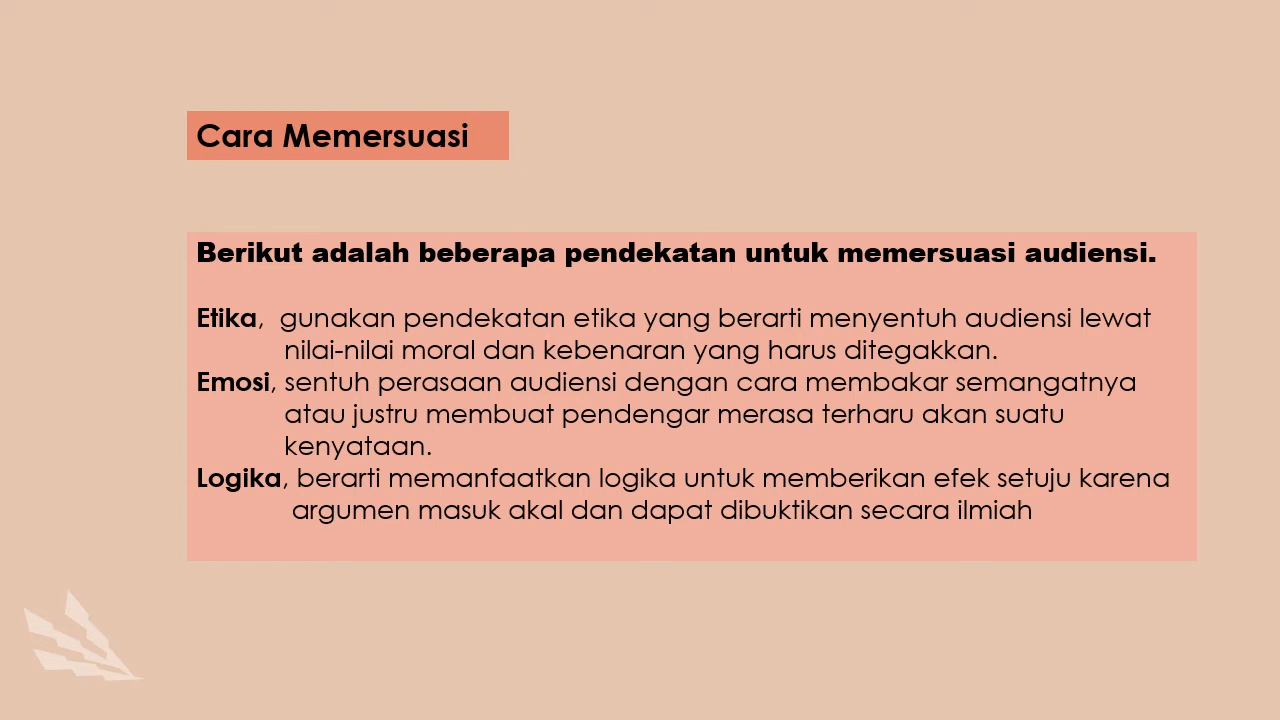 Cara Memersuasi
Berikut adalah beberapa pendekatan untuk memersuasi audiensi.
Etika, gunakan pendekatan etika yang berarti menyentuh audiensi lewat
nilai-nilai moral dan kebenaran yang harus ditegakkan.
Emosi, sentuh perasaan audiensi dengan cara membakar semangatnya
atau justru membuat pendengar merasa terharu akan suatu
kenyataan.
Logika, berarti memanfaatkan logika untuk memberikan efek setuju karena
argumen masuk akal dan dapat dibuktikan secara ilmiah